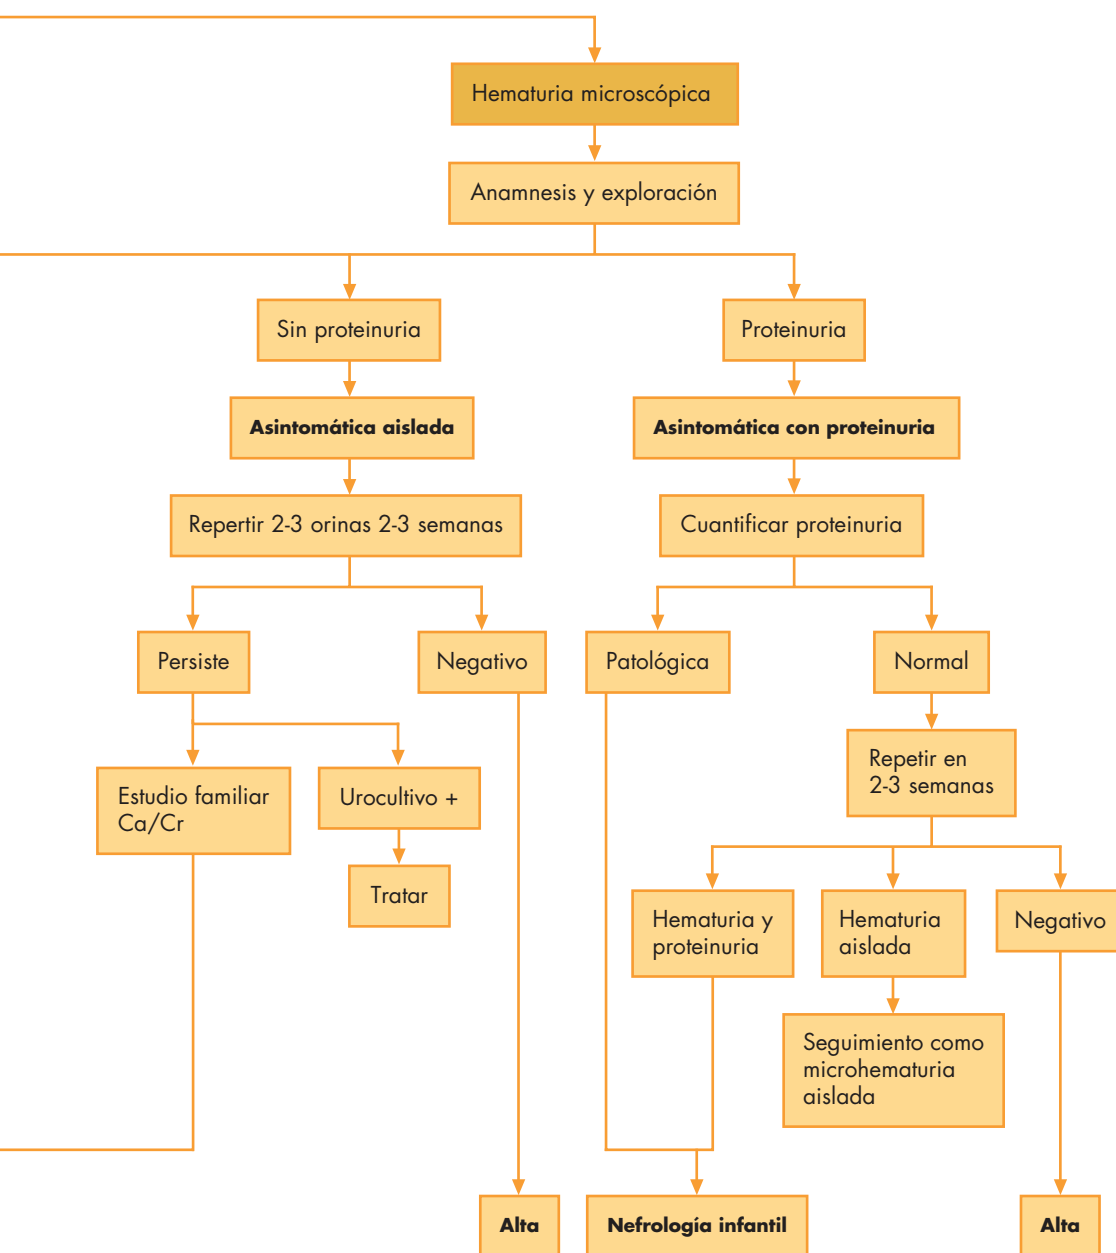 Hematuria microscópica
Anamnesis y exploración
Sin proteinuria
Proteinuria
Asintomática aislada
Asintomática con proteinuria
Repertir 2-3 orinas 2-3 semanas
Cuantificar proteinuria
Persiste
Negativo
Patológica
Normal
Repetir en
2-3 semanas
Estudio familiar
Ca/Cr
Urocultivo +
Tratar
Hematuria y
proteinuria
Hematuria
aislada
Negativo
Seguimiento como
microhematuria
aislada
Alta
Nefrología infantil
Alta